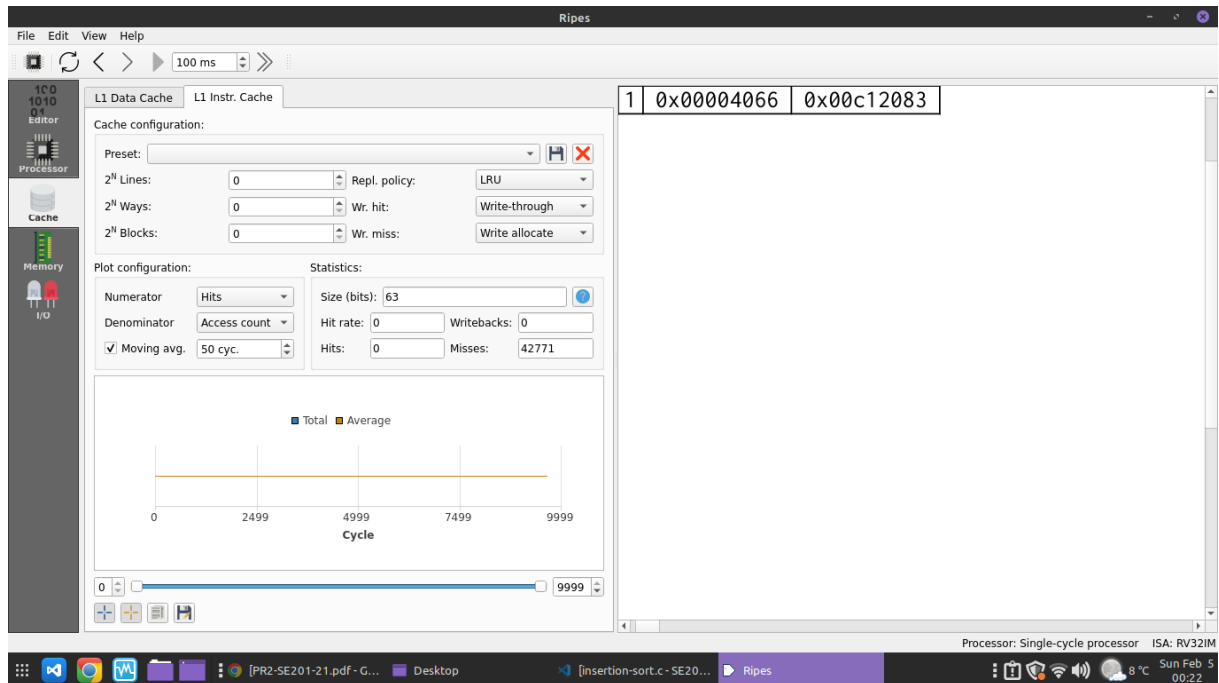 Ripes
File Edit View Help
100 ms
Editor
Processor
Cache
Memory
I/O
L1 Data Cache L1 Instr. Cache
Cache configuration:
Preset:
2ᴺ Lines: 0 Repl. policy: LRU
2ᴺ Ways: 0 Wr. hit: Write-through
2ᴺ Blocks: 0 Wr. miss: Write allocate
Plot configuration: Statistics:
Numerator Hits Size (bits): 63
Denominator Access count Hit rate: 0 Writebacks: 0
Moving avg. 50 cyc. Hits: 0 Misses: 42771
Total Average
0 2499 4999 7499 9999
Cycle
0 9999
1 0x00004066 0x00c12083
Processor: Single-cycle processor ISA: RV32IM
[PR2-SE201-21.pdf - G... Desktop [insertion-sort.c - SE20... Ripes 8 °C Sun Feb 5
00:22